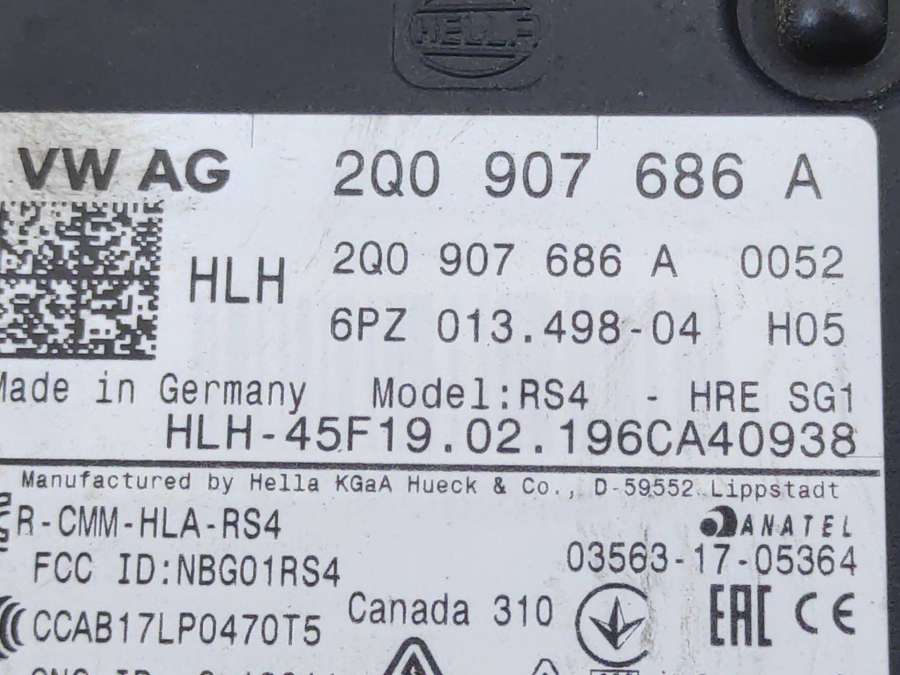 HELLA
VW AG 2Q0 907 686 A
HLH 2Q0 907 686 A 0052
6PZ 013.498-04 H05
Made in Germany Model:RS4 - HRE SG1
HLH-45F19.02.196CA40938
Manufactured by Hella KGaA Hueck & Co., D-59552 Lippstadt
R-CMM-HLA-RS4 ANATEL
FCC ID:NBG01RS4 03563-17-05364
CCAB17LP0470T5 Canada 310 EAC CE